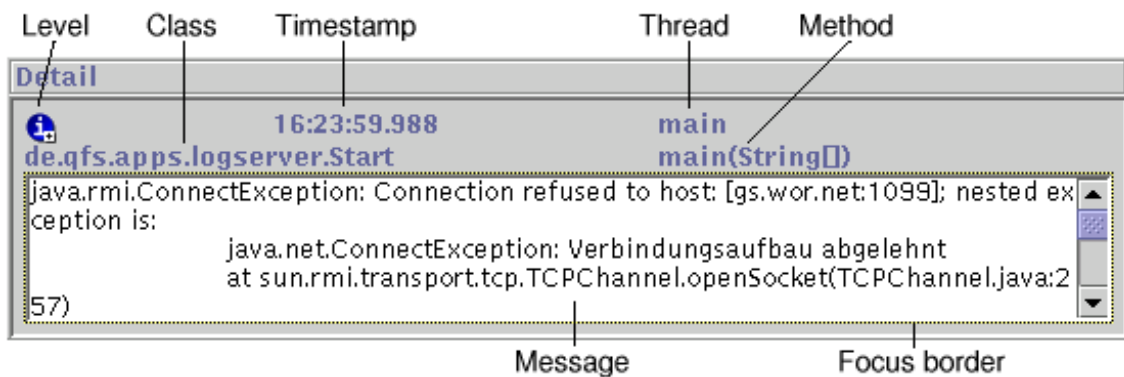 Level Class Timestamp Thread Method
Detail
16:23:59.988 main
de.qfs.apps.logserver.Start main(String[])
java.rmi.ConnectException: Connection refused to host: [gs.wor.net:1099]; nested ex
ception is:
java.net.ConnectException: Verbindungsaufbau abgelehnt
at sun.rmi.transport.tcp.TCPChannel.openSocket(TCPChannel.java:2
57)
Message Focus border